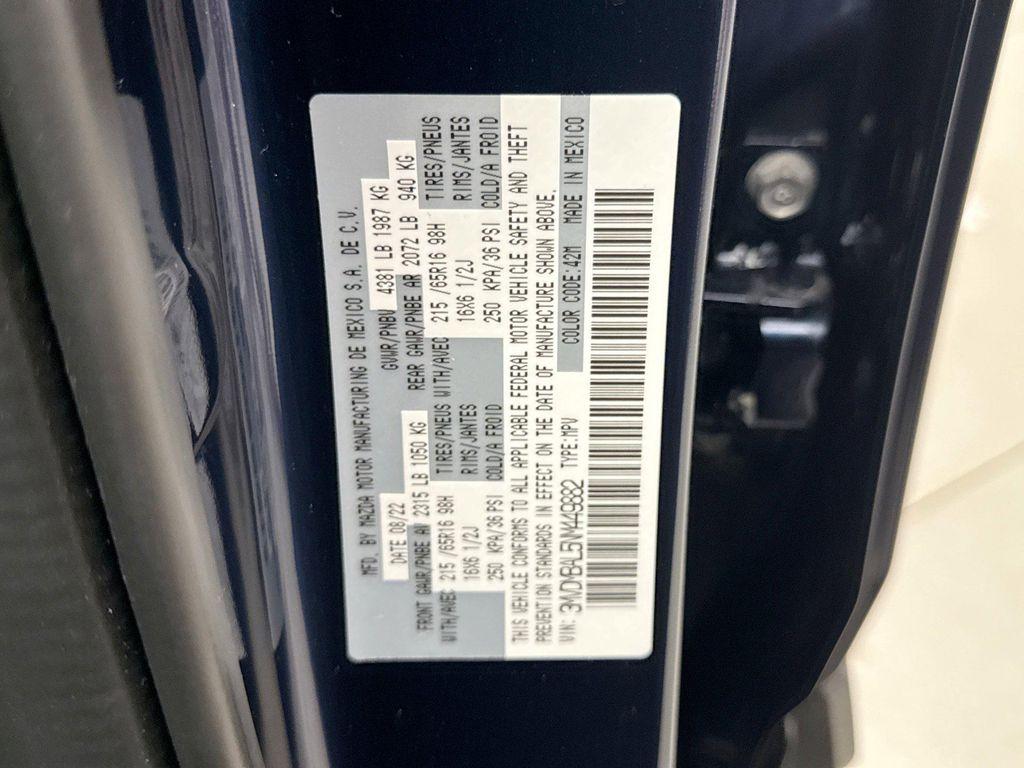 MFD. BY MAZDA MOTOR MANUFACTURING DE MEXICO S.A. DE C.V.
DATE 08/22 GVWR/PNBV 4381 LB 1987 KG
FRONT GAWR/PNBE AV 2315 LB 1050 KG REAR GAWR/PNBE AR 2072 LB 940 KG
WITH/AVEC 215 /65R16 98H TIRES/PNEUS WITH/AVEC 215 /65R16 98H TIRES/PNEUS
16X6 1/2J RIMS/JANTES 16X6 1/2J RIMS/JANTES
250 KPA/36 PSI COLD/A FROID 250 KPA/36 PSI COLD/A FROID
THIS VEHICLE CONFORMS TO ALL APPLICABLE FEDERAL MOTOR VEHICLE SAFETY AND THEFT
PREVENTION STANDARDS IN EFFECT ON THE DATE OF MANUFACTURE SHOWN ABOVE.
VIN: 3MVDMBAL5NM449882 TYPE:MPV COLOR CODE:42M MADE IN MEXICO